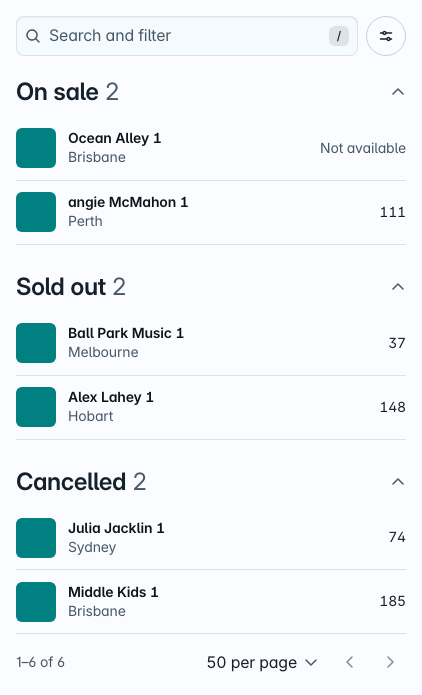 Search and filter /
On sale 2
Ocean Alley 1
Brisbane
Not available
angie McMahon 1
Perth
111
Sold out 2
Ball Park Music 1
Melbourne
37
Alex Lahey 1
Hobart
148
Cancelled 2
Julia Jacklin 1
Sydney
74
Middle Kids 1
Brisbane
185
1–6 of 6
50 per page